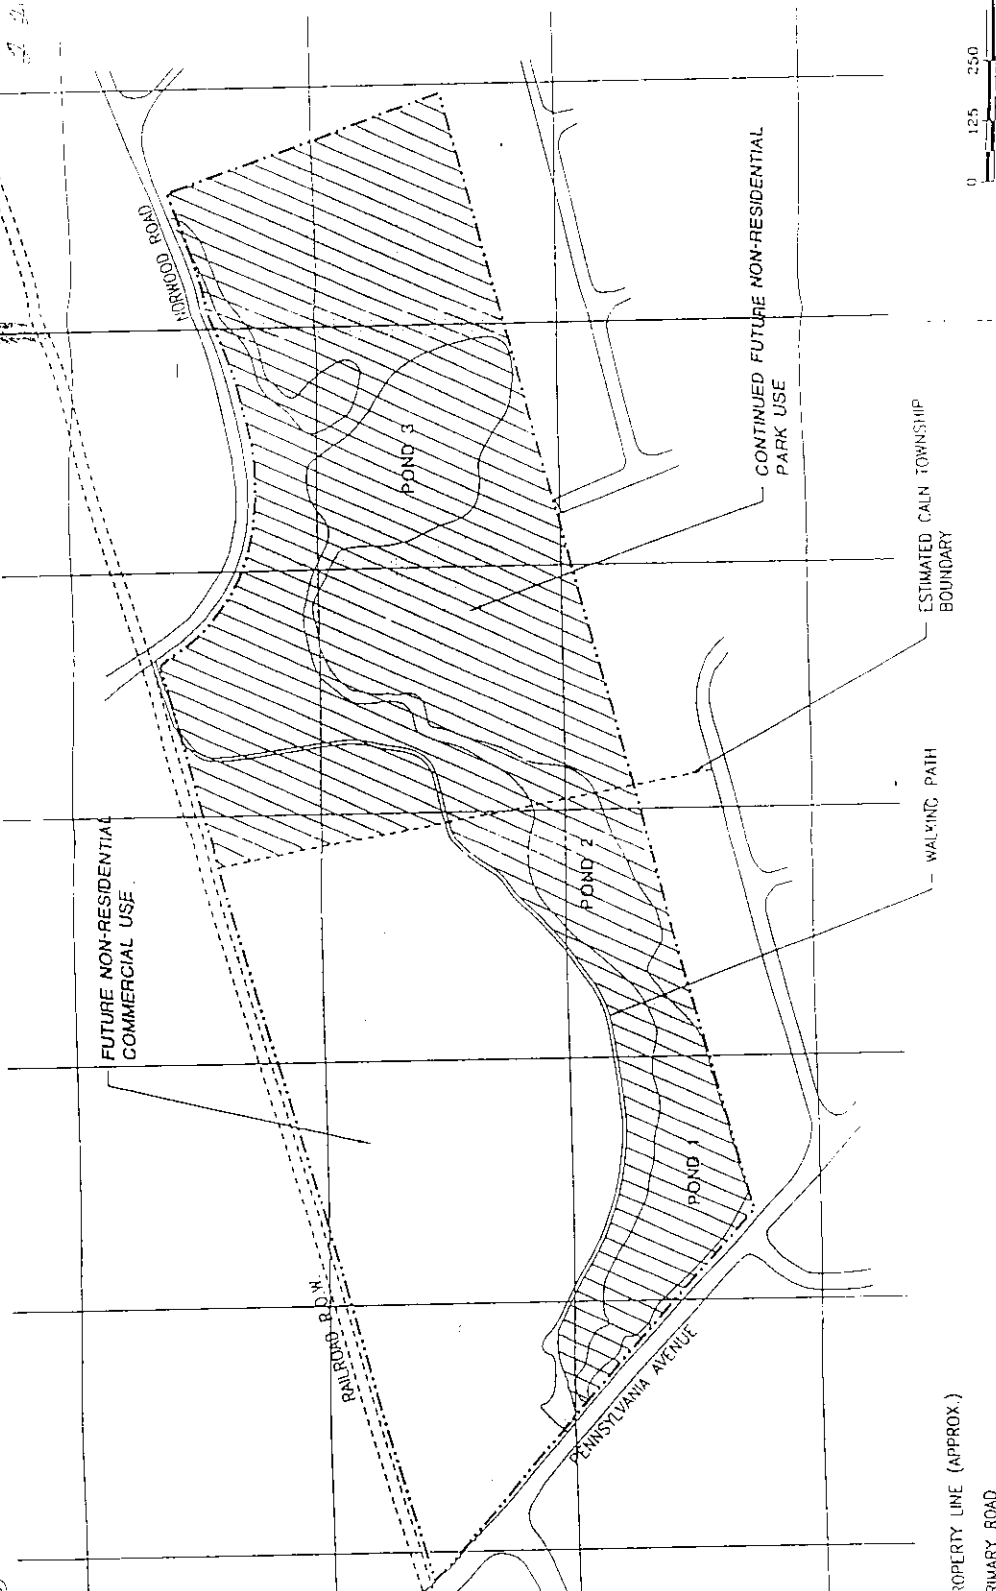 NORWOOD ROAD
FUTURE NON-RESIDENTIAL
COMMERCIAL USE
RAILROAD R.O.W.
POND 3
POND 2
POND 1
PENNSYLVANIA AVENUE
CONTINUED FUTURE NON-RESIDENTIAL
PARK USE
ESTIMATED CALN TOWNSHIP
BOUNDARY
WALKING PATH
0 125 250
ROPERTY LINE (APPROX.)
RIMARY ROAD